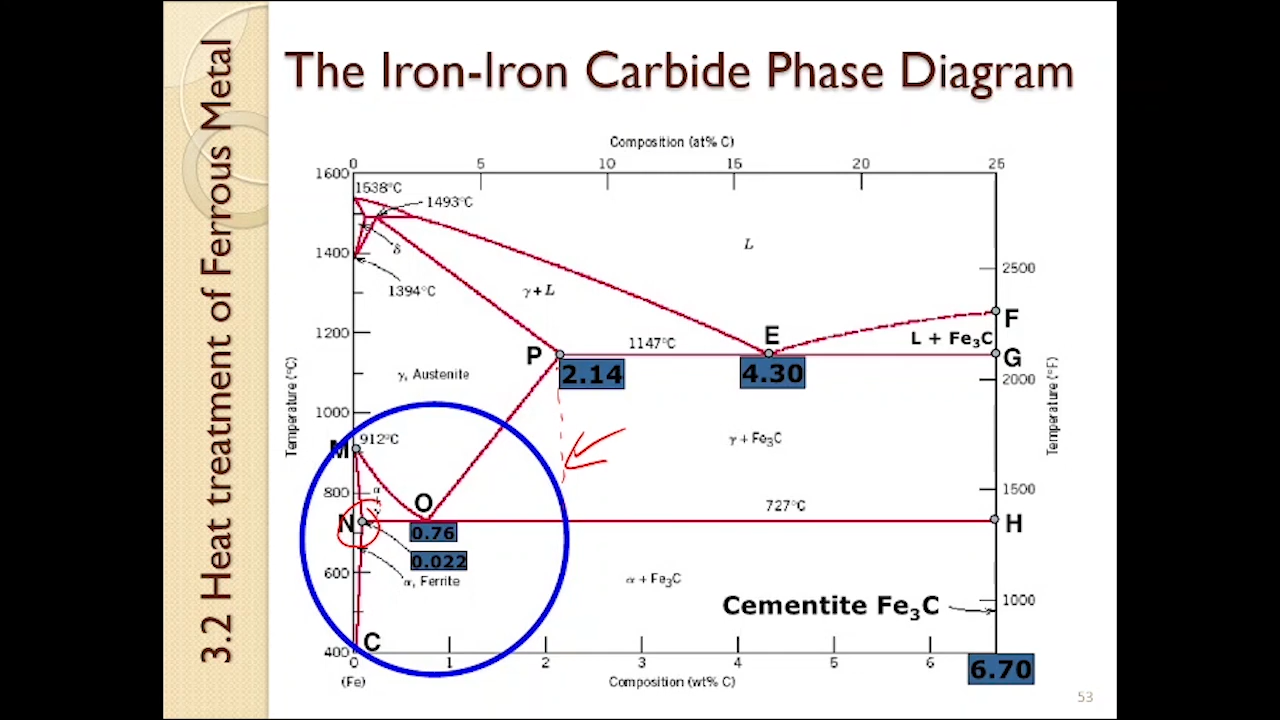 3.2 Heat treatment of Ferrous Metal
The Iron-Iron Carbide Phase Diagram
Composition (at% C)
0 5 10 15 20 25
1600
1538°C
1493°C
L
δ
1400
2500
1394°C
γ+L
F
1200
E
L + Fe₃C
1147°C
P
G
2.14
4.30
γ, Austenite
2000
Temperature (°C)
Temperature (°F)
1000
912°C
γ + Fe₃C
M
800
1500
O
727°C
N
H
0.76
0.022
600
α, Ferrite
α + Fe₃C
1000
Cementite Fe₃C
C
400
0 1 2 3 4 5 6
6.70
(Fe)
Composition (wt% C)
53